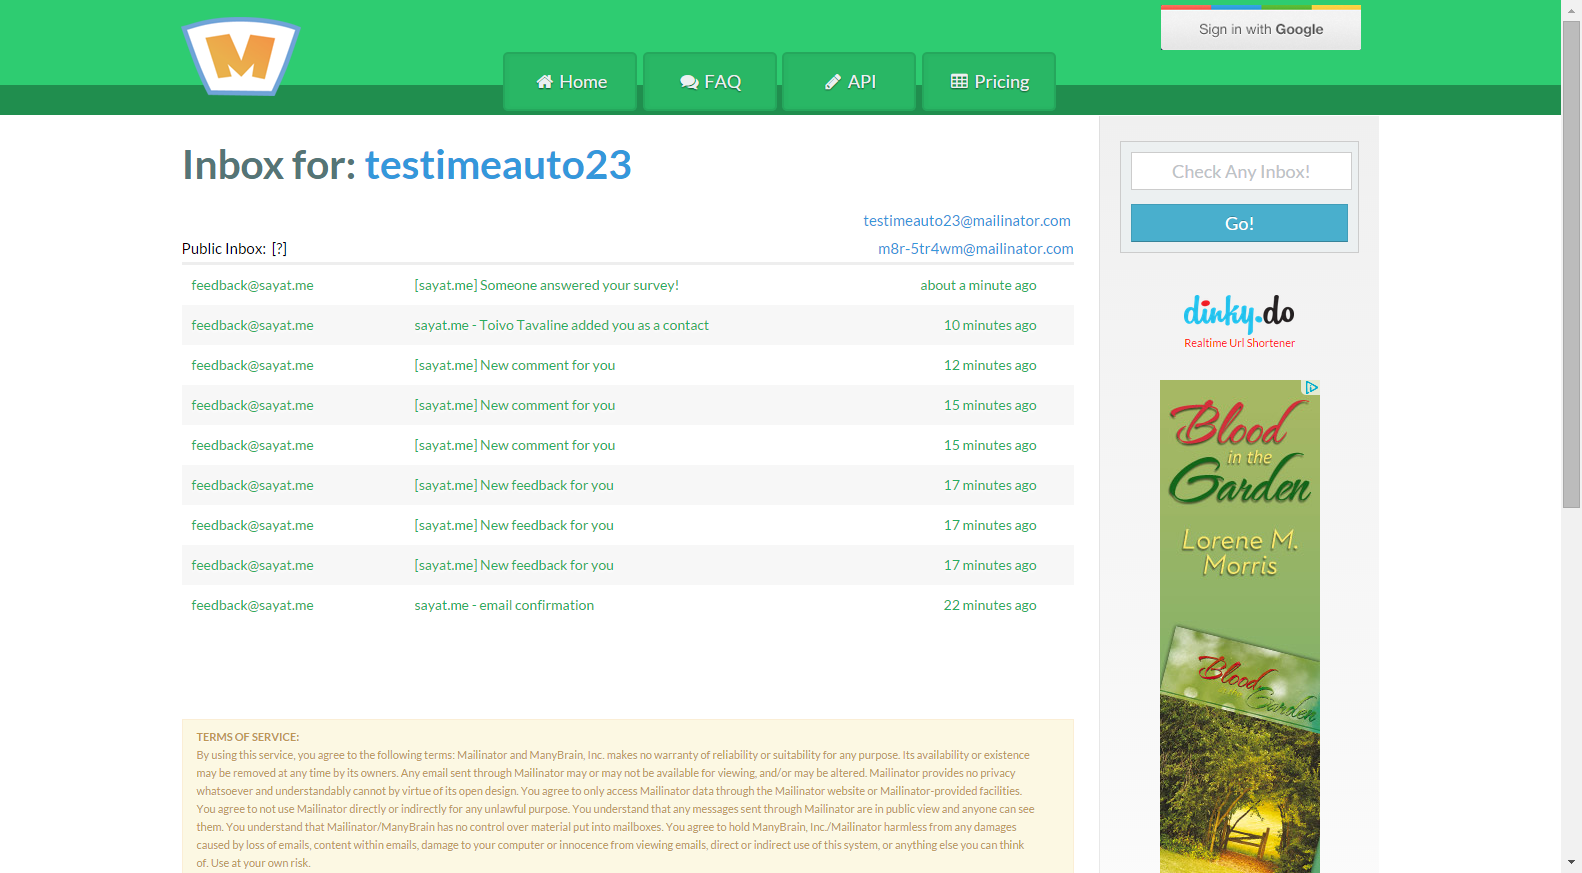 M
Home
FAQ
API
Pricing
Sign in with Google
Inbox for: testimeauto23
testimeauto23@mailinator.com
Public Inbox: [?]
m8r-5tr4wm@mailinator.com
feedback@sayat.me [sayat.me] Someone answered your survey! about a minute ago
feedback@sayat.me sayat.me - Toivo Tavaline added you as a contact 10 minutes ago
feedback@sayat.me [sayat.me] New comment for you 12 minutes ago
feedback@sayat.me [sayat.me] New comment for you 15 minutes ago
feedback@sayat.me [sayat.me] New comment for you 15 minutes ago
feedback@sayat.me [sayat.me] New feedback for you 17 minutes ago
feedback@sayat.me [sayat.me] New feedback for you 17 minutes ago
feedback@sayat.me [sayat.me] New feedback for you 17 minutes ago
feedback@sayat.me sayat.me - email confirmation 22 minutes ago
TERMS OF SERVICE:
By using this service, you agree to the following terms: Mailinator and ManyBrain, Inc. makes no warranty of reliability or suitability for any purpose. Its availability or existence
may be removed at any time by its owners. Any email sent through Mailinator may or may not be available for viewing, and/or may be altered. Mailinator provides no privacy
whatsoever and understandably cannot by virtue of its open design. You agree to only access Mailinator data through the Mailinator website or Mailinator-provided facilities.
You agree to not use Mailinator directly or indirectly for any unlawful purpose. You understand that any messages sent through Mailinator are in public view and anyone can see
them. You understand that Mailinator/ManyBrain has no control over material put into mailboxes. You agree to hold ManyBrain, Inc./Mailinator harmless from any damages
caused by loss of emails, content within emails, damage to your computer or innocence from viewing emails, direct or indirect use of this system, or anything else you can think
of. Use at your own risk.
Check Any Inbox!
Go!
dinky.do
Realtime Url Shortener
Blood
in the
Garden
Lorene M.
Morris
Blood
Garden